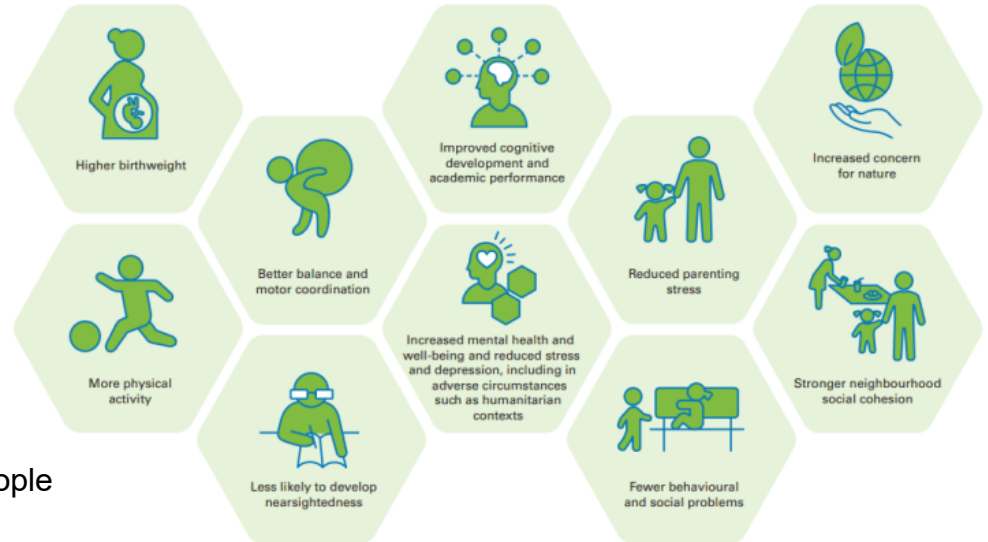 Higher birthweight
Improved cognitive
development and
academic performance
Increased concern
for nature
Better balance and
motor coordination
Reduced parenting
stress
More physical
activity
Increased mental health and
well-being and reduced stress
and depression, including in
adverse circumstances
such as humanitarian
contexts
Stronger neighbourhood
social cohesion
Less likely to develop
nearsightedness
Fewer behavioural
and social problems